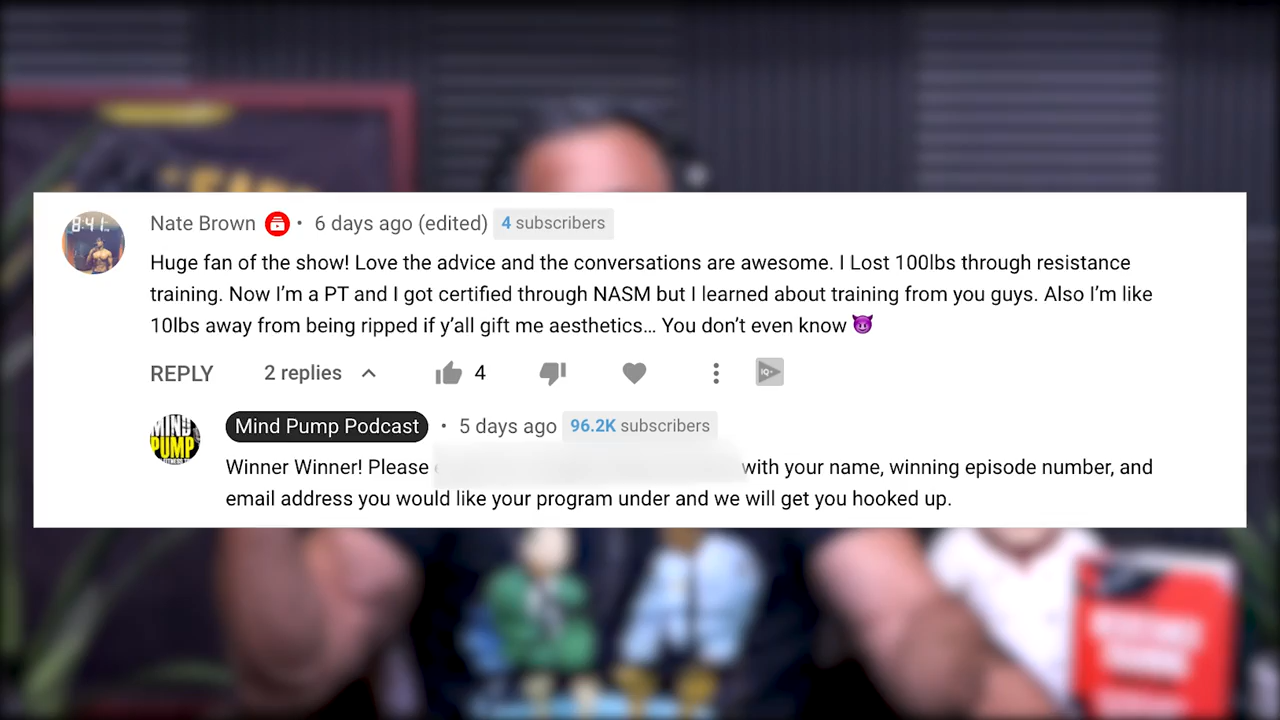 8:41
Nate Brown • 6 days ago (edited) 4 subscribers
Huge fan of the show! Love the advice and the conversations are awesome. I Lost 100lbs through resistance
training. Now I’m a PT and I got certified through NASM but I learned about training from you guys. Also I’m like
10lbs away from being ripped if y’all gift me aesthetics… You don’t even know 😈
REPLY 2 replies 4 IQ
MIND PUMP
Mind Pump Podcast • 5 days ago 96.2K subscribers
Winner Winner! Please with your name, winning episode number, and
email address you would like your program under and we will get you hooked up.